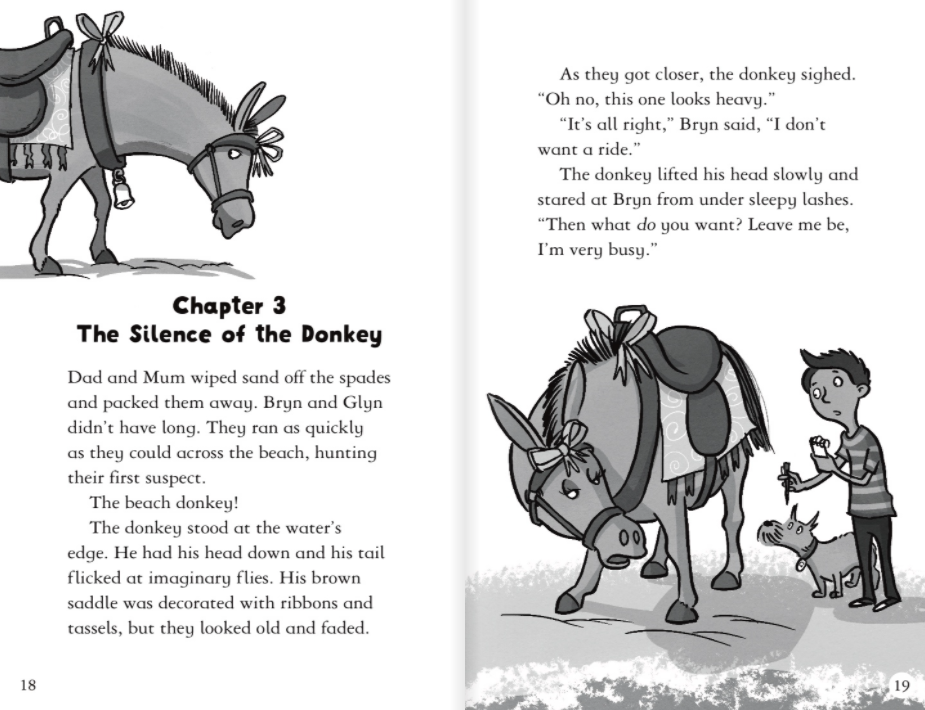 Chapter 3
The Silence of the Donkey
Dad and Mum wiped sand off the spades
and packed them away. Bryn and Glyn
didn't have long. They ran as quickly
as they could across the beach, hunting
their first suspect.
The beach donkey!
The donkey stood at the water's
edge. He had his head down and his tail
flicked at imaginary flies. His brown
saddle was decorated with ribbons and
tassels, but they looked old and faded.
18
As they got closer, the donkey sighed.
“Oh no, this one looks heavy.”
“It's all right,” Bryn said, “I don't
want a ride.”
The donkey lifted his head slowly and
stared at Bryn from under sleepy lashes.
“Then what do you want? Leave me be,
I'm very busy.”
19